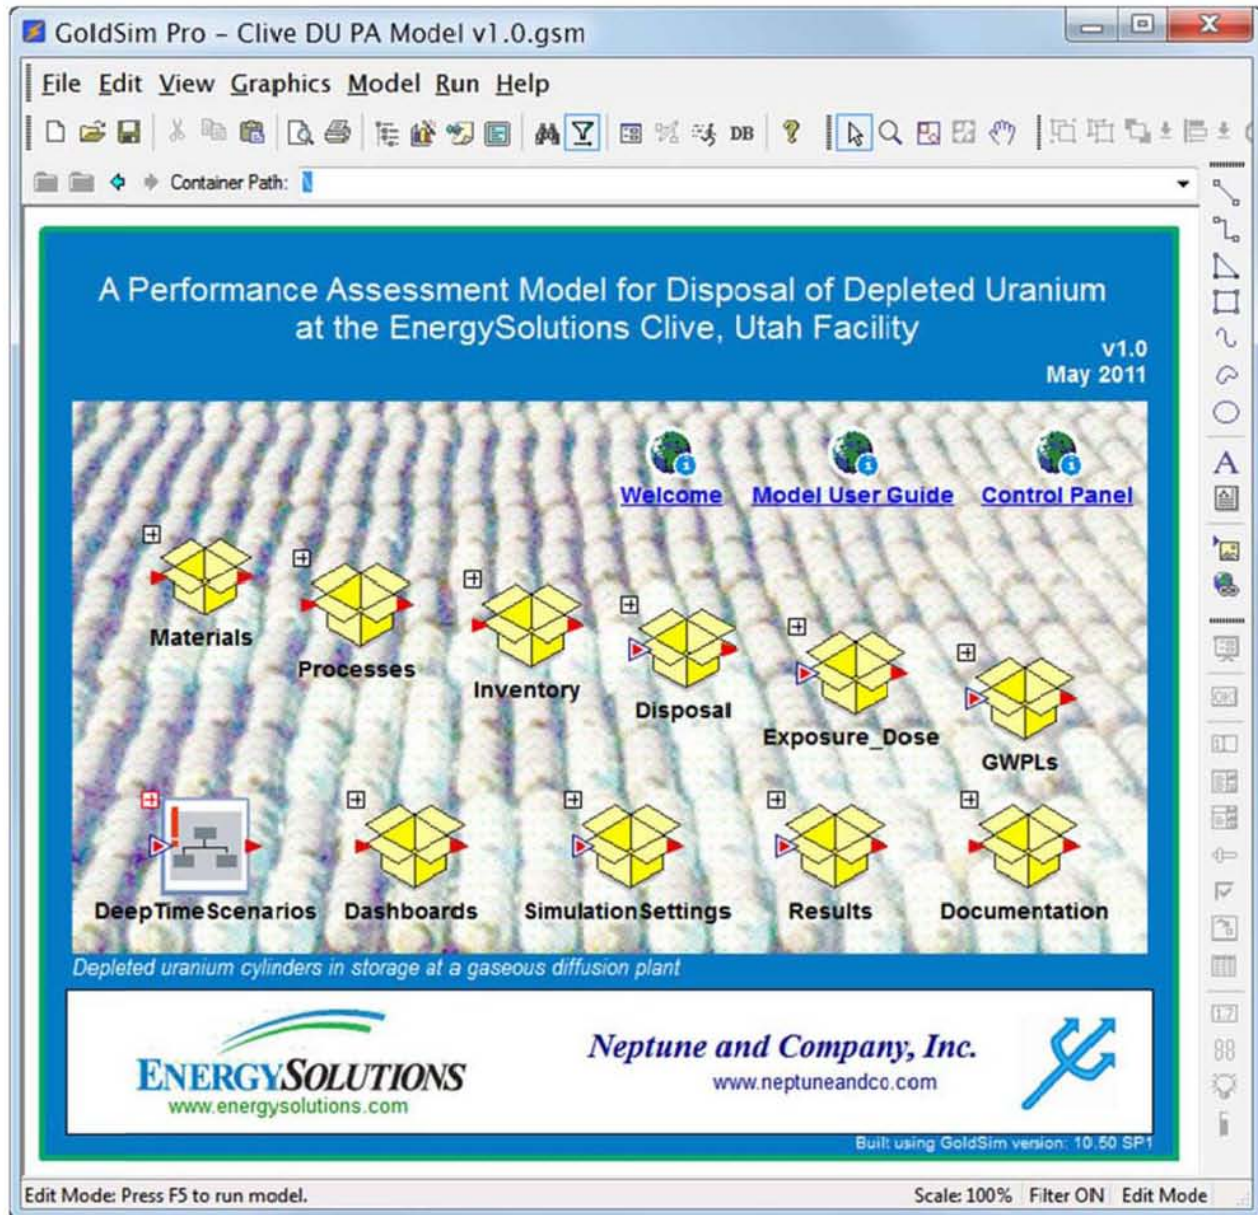 GoldSim Pro - Clive DU PA Model v1.0.gsm
File Edit View Graphics Model Run Help
DB
Container Path: \
A Performance Assessment Model for Disposal of Depleted Uranium
at the EnergySolutions Clive, Utah Facility
v1.0
May 2011
Welcome Model User Guide Control Panel
Materials
Processes
Inventory
Disposal
Exposure_Dose
GWPLs
DeepTimeScenarios Dashboards SimulationSettings Results Documentation
Depleted uranium cylinders in storage at a gaseous diffusion plant
ENERGYSOLUTIONS
www.energysolutions.com
Neptune and Company, Inc.
www.neptuneandco.com
Built using GoldSim version: 10.50 SP1
Edit Mode: Press F5 to run model.
Scale: 100% Filter ON Edit Mode